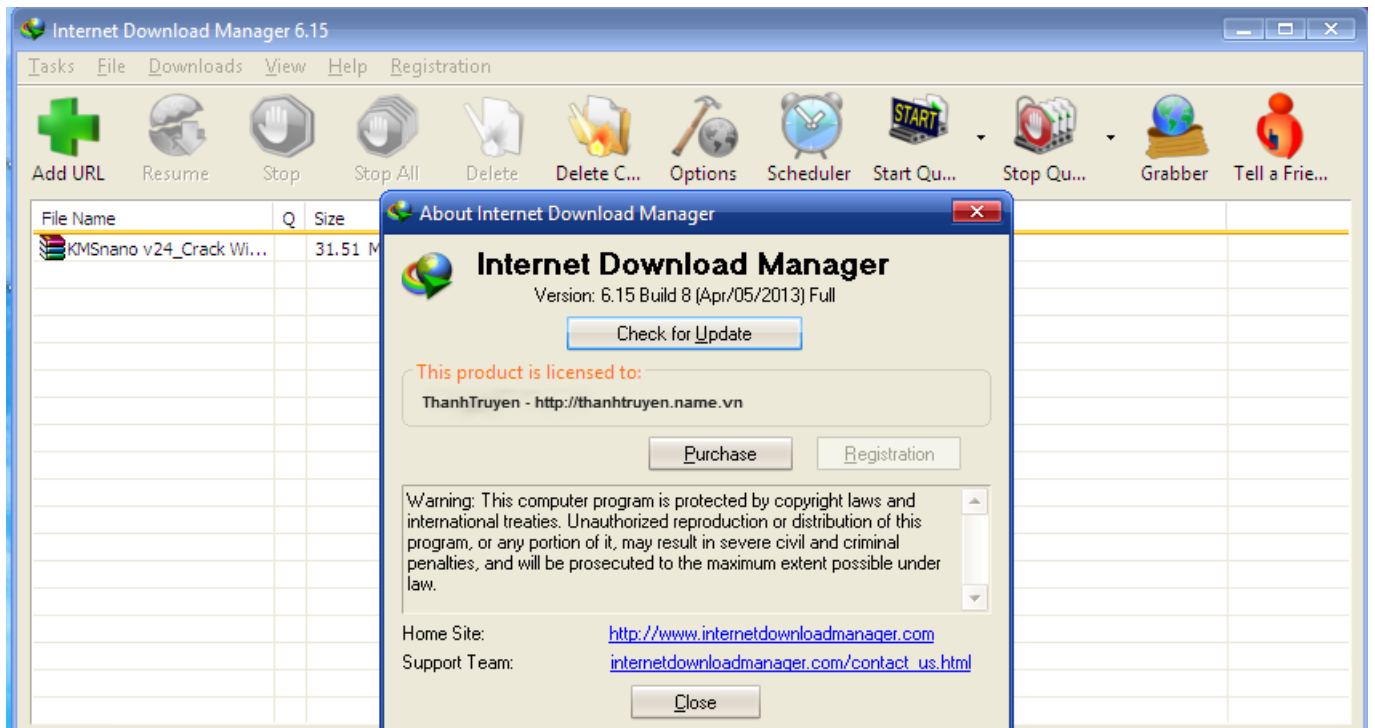 Internet Download Manager 6.15
Tasks File Downloads View Help Registration
START
Add URL Resume Stop Stop All Delete Delete C... Options Scheduler Start Qu... Stop Qu... Grabber Tell a Frie...
File Name Q Size
KMSnano v24_Crack Wi... 31.51 M
About Internet Download Manager
Internet Download Manager
Version: 6.15 Build 8 (Apr/05/2013) Full
Check for Update
This product is licensed to:
ThanhTruyen - http://thanhtruyen.name.vn
Purchase Registration
Warning: This computer program is protected by copyright laws and
international treaties. Unauthorized reproduction or distribution of this
program, or any portion of it, may result in severe civil and criminal
penalties, and will be prosecuted to the maximum extent possible under
law.
Home Site: http://www.internetdownloadmanager.com
Support Team: internetdownloadmanager.com/contact_us.html
Close